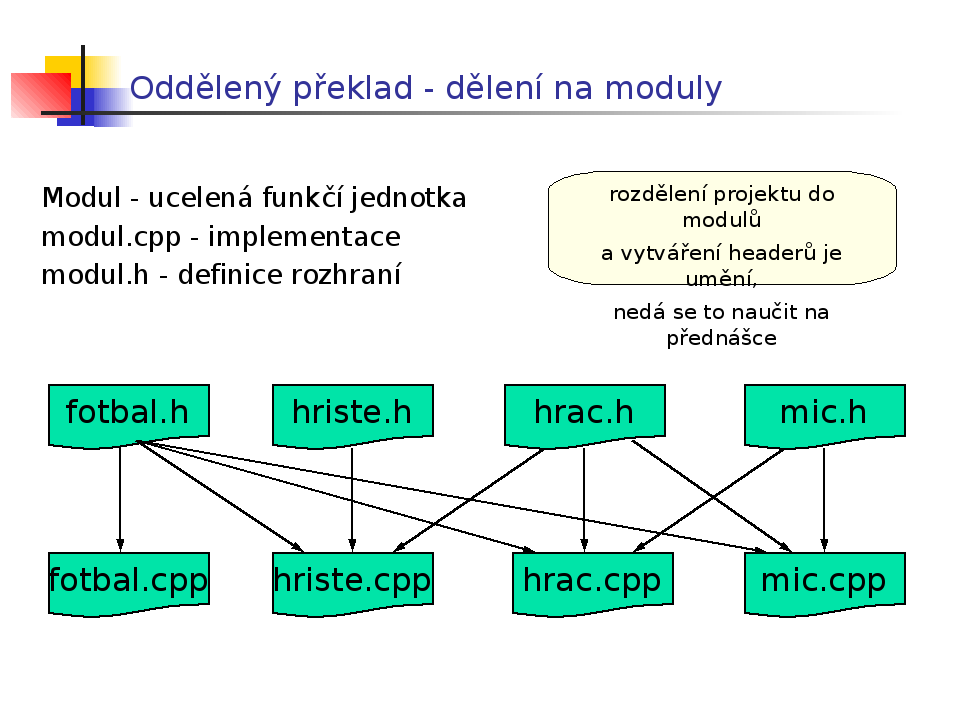 Oddělený překlad - dělení na moduly
Modul - ucelená funkčí jednotka
modul.cpp - implementace
modul.h - definice rozhraní
rozdělení projektu do
modulů
a vytváření headerů je
umění,
nedá se to naučit na
přednášce
fotbal.h
hriste.h
hrac.h
mic.h
fotbal.cpp
hriste.cpp
hrac.cpp
mic.cpp